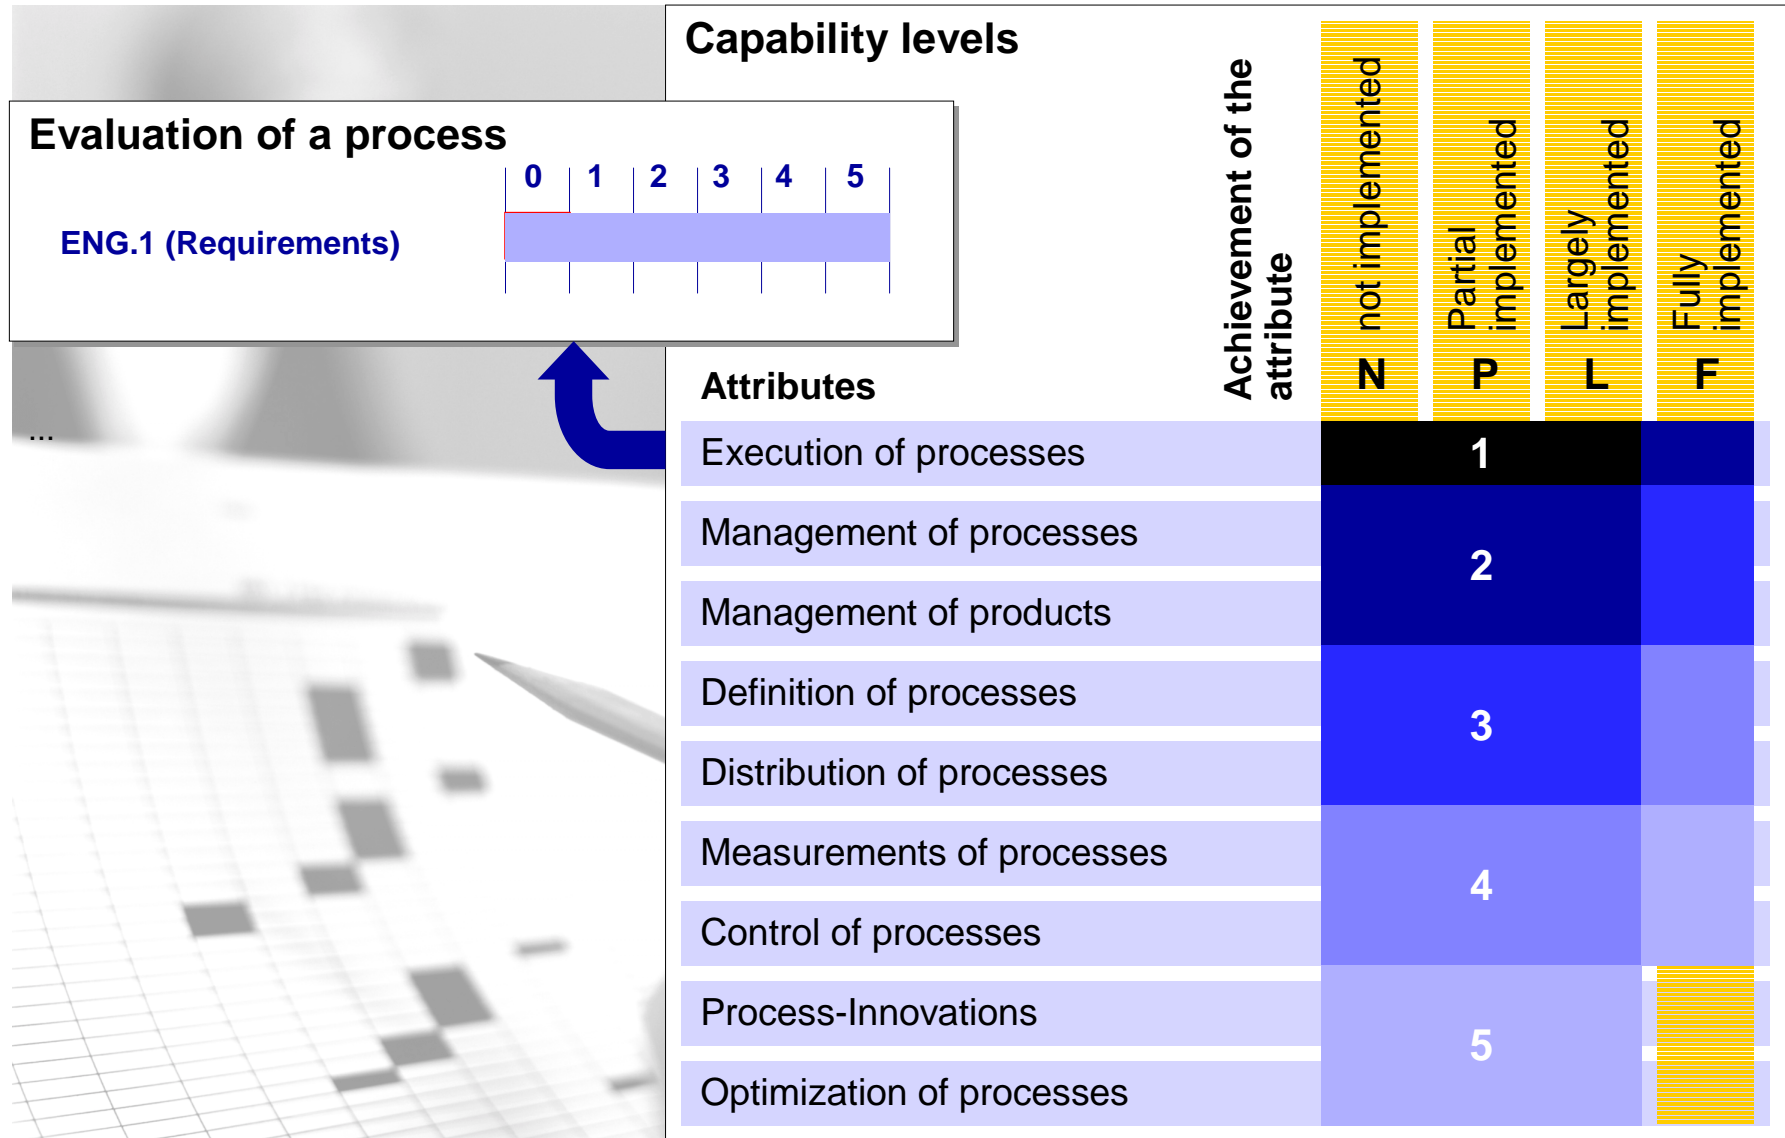 Capability levels
Evaluation of a process
0 1 2 3 4 5
ENG.1 (Requirements)
...
Achievement of the
attribute
not implemented
Partial
implemented
Largely
implemented
Fully
implemented
Attributes
N P L F
Execution of processes
1
Management of processes
2
Management of products
Definition of processes
3
Distribution of processes
Measurements of processes
4
Control of processes
Process-Innovations
5
Optimization of processes